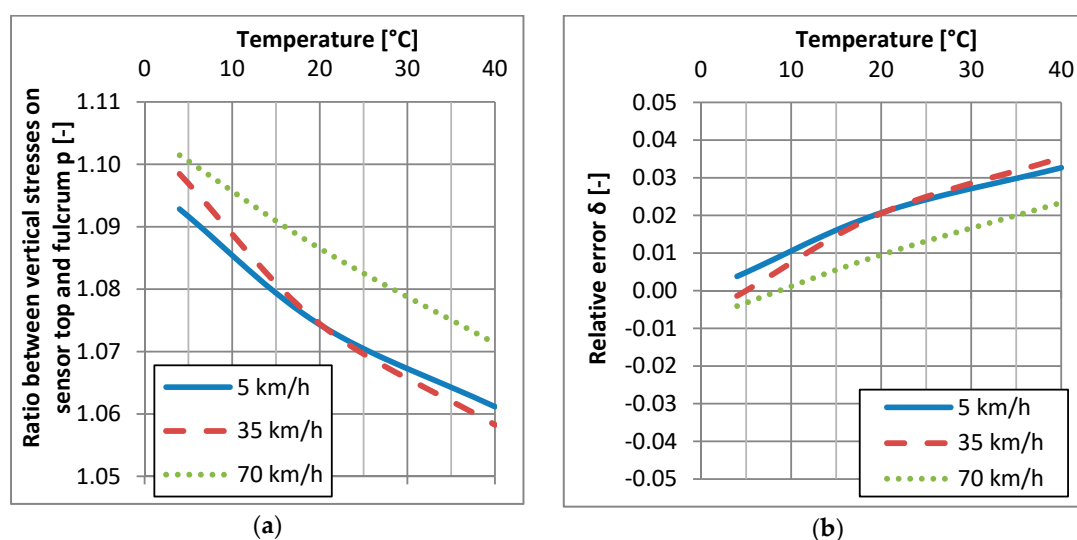 Temperature [°C]
0 10 20 30 40
1.11
1.10
1.09
1.08
1.07
1.06
1.05
Ratio between vertical stresses on
sensor top and fulcrum p [-]
5 km/h
35 km/h
70 km/h
(a)
Temperature [°C]
0 10 20 30 40
0.05
0.04
0.03
0.02
0.01
0.00
-0.01
-0.02
-0.03
-0.04
-0.05
Relative error δ [-]
5 km/h
35 km/h
70 km/h
(b)